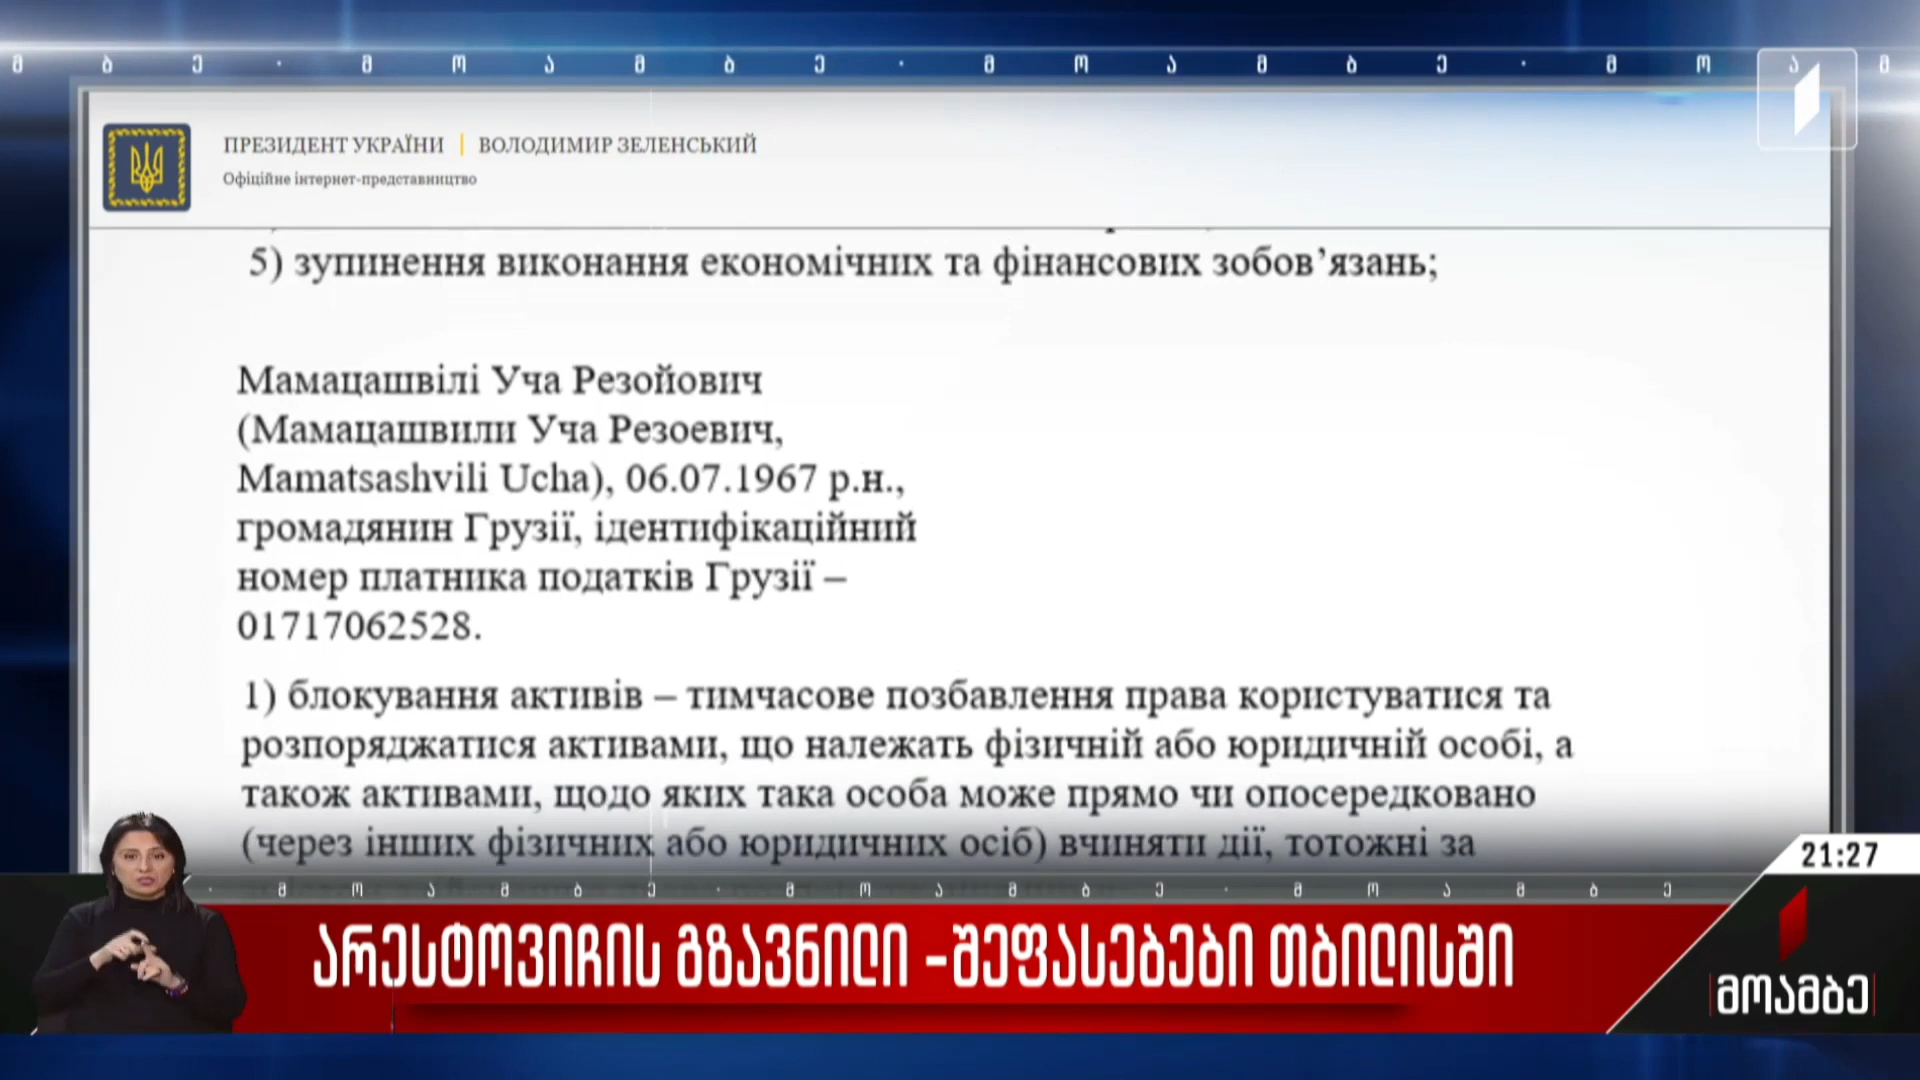 მ ბ ე · მ ო ა მ ბ ე · მ ო ა მ ბ ე · მ ო ა მ
ПРЕЗИДЕНТ УКРАЇНИ | ВОЛОДИМИР ЗЕЛЕНСЬКИЙ
Офіційне інтернет-представництво
5) зупинення виконання економічних та фінансових зобов’язань;
Мамацашвілі Уча Резойович
(Мамацашвили Уча Резоевич,
Mamatsashvili Ucha), 06.07.1967 р.н.,
громадянин Грузії, ідентифікаційний
номер платника податків Грузії –
01717062528.
1) блокування активів – тимчасове позбавлення права користуватися та
розпоряджатися активами, що належать фізичній або юридичній особі, а
також активами, щодо яких така особа може прямо чи опосередковано
(через інших фізичних або юридичних осіб) вчиняти дії, тотожні за
21:27
· მ ო ა მ ბ ე · მ ო ა მ ბ ე · მ ო ა მ ბ ე
არესტოვიჩის გზავნილი –შეფასებები თბილისში
მოამბე